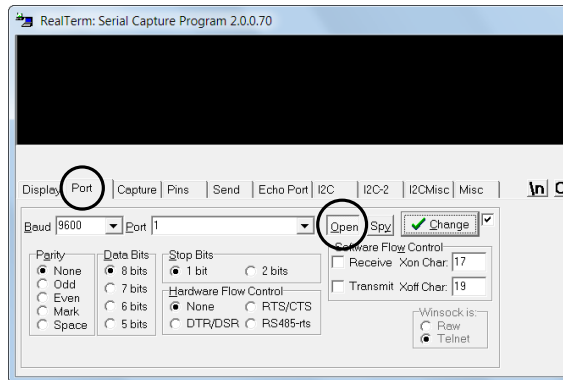 RealTerm: Serial Capture Program 2.0.0.70
Display Port Capture Pins Send Echo Port I2C I2C-2 I2CMisc Misc \n
Baud 9600 Port 1 Open Spy Change
Parity Data Bits Stop Bits Software Flow Control
None 8 bits 1 bit 2 bits Receive Xon Char: 17
Odd 7 bits Hardware Flow Control Transmit Xoff Char: 19
Even 6 bits None RTS/CTS Winsock is:
Mark 5 bits DTR/DSR RS485-rts Raw
Space Telnet